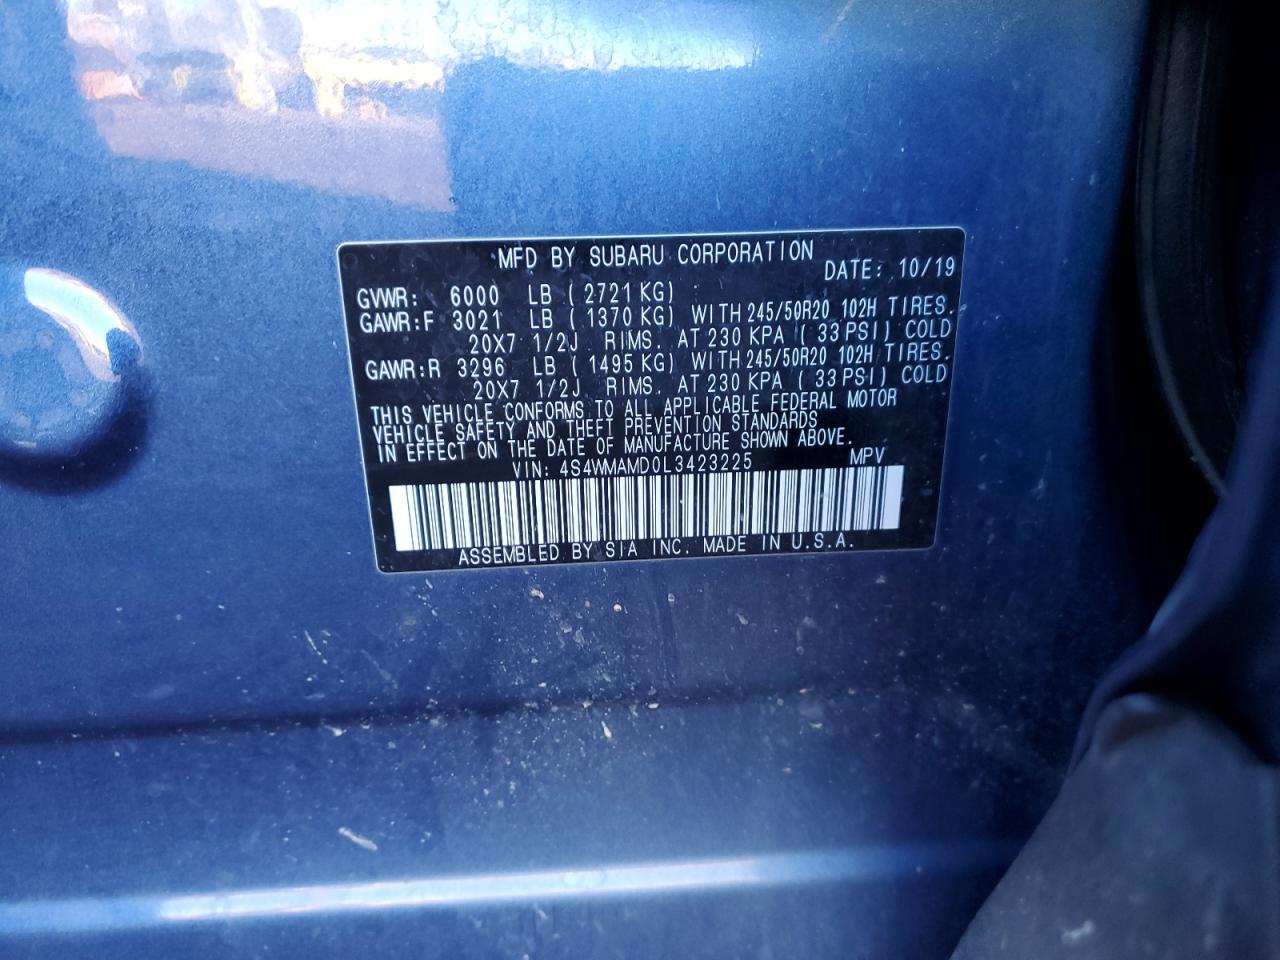 MFD BY SUBARU CORPORATION
DATE: 10/19
GVWR: 6000 LB (2721 KG)
GAWR:F 3021 LB (1370 KG) WITH 245/50R20 102H TIRES.
20X7 1/2J RIMS. AT 230 KPA (33 PSI) COLD
GAWR:R 3296 LB (1495 KG) WITH 245/50R20 102H TIRES.
20X7 1/2J RIMS. AT 230 KPA (33 PSI) COLD
THIS VEHICLE CONFORMS TO ALL APPLICABLE FEDERAL MOTOR
VEHICLE SAFETY AND THEFT PREVENTION STANDARDS
IN EFFECT ON THE DATE OF MANUFACTURE SHOWN ABOVE.
VIN: 4S4WMAMD0L3423225 MPV
ASSEMBLED BY SIA INC. MADE IN U.S.A.